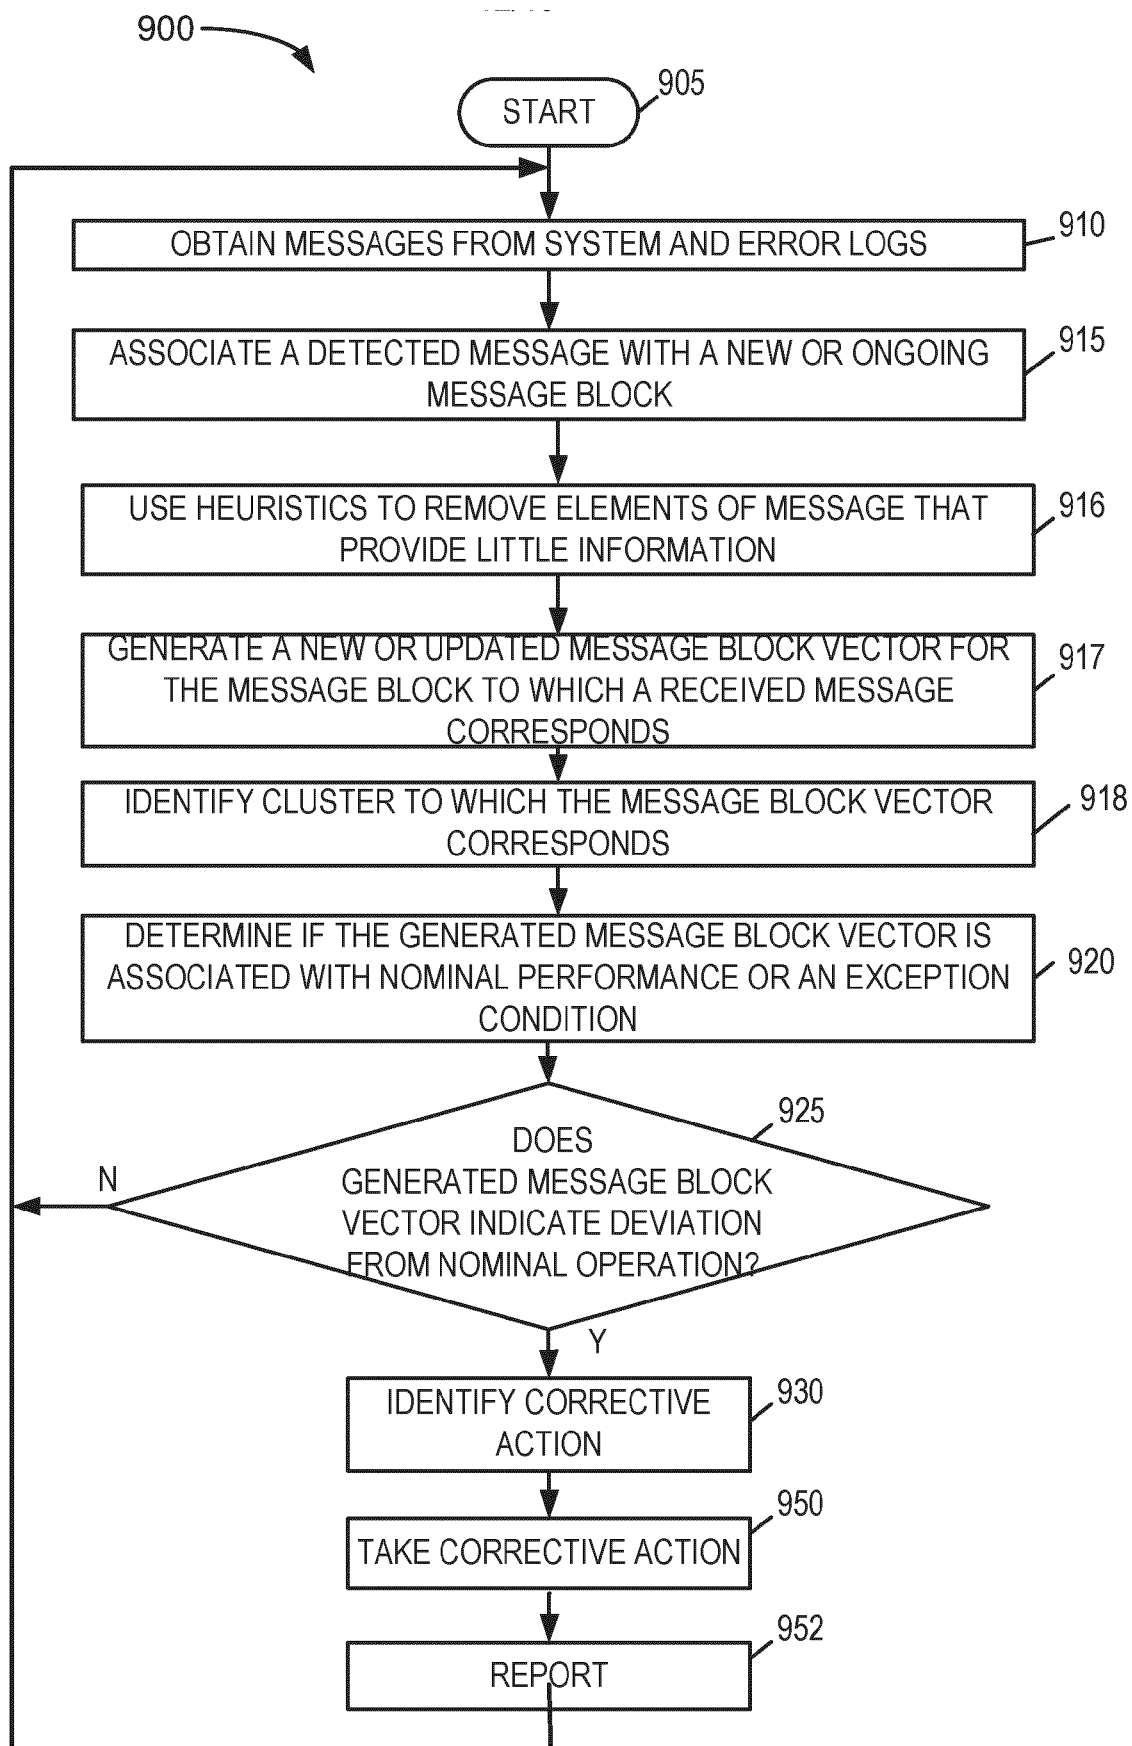 900
START
905
OBTAIN MESSAGES FROM SYSTEM AND ERROR LOGS
910
ASSOCIATE A DETECTED MESSAGE WITH A NEW OR ONGOING
MESSAGE BLOCK
915
USE HEURISTICS TO REMOVE ELEMENTS OF MESSAGE THAT
PROVIDE LITTLE INFORMATION
916
GENERATE A NEW OR UPDATED MESSAGE BLOCK VECTOR FOR
THE MESSAGE BLOCK TO WHICH A RECEIVED MESSAGE
CORRESPONDS
917
IDENTIFY CLUSTER TO WHICH THE MESSAGE BLOCK VECTOR
CORRESPONDS
918
DETERMINE IF THE GENERATED MESSAGE BLOCK VECTOR IS
ASSOCIATED WITH NOMINAL PERFORMANCE OR AN EXCEPTION
CONDITION
920
DOES
GENERATED MESSAGE BLOCK
VECTOR INDICATE DEVIATION
FROM NOMINAL OPERATION?
925
N
Y
IDENTIFY CORRECTIVE
ACTION
930
TAKE CORRECTIVE ACTION
950
REPORT
952